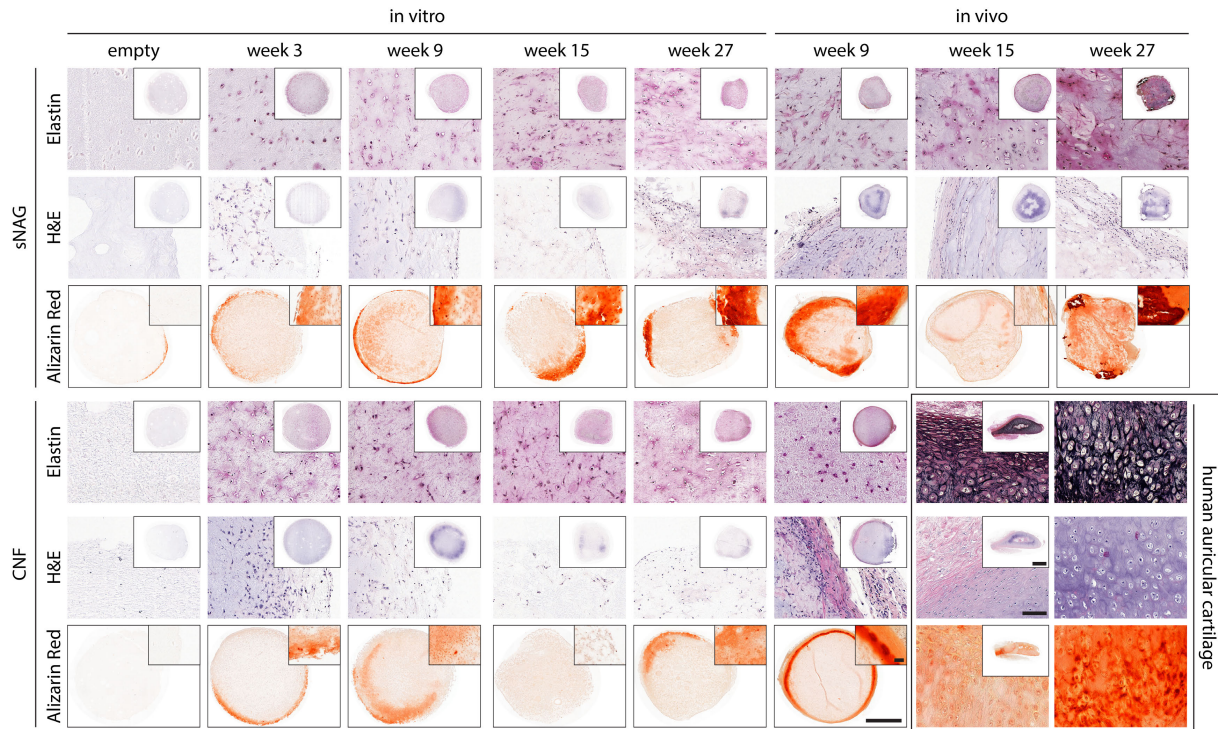 in vitro
in vivo
empty
week 3
week 9
week 15
week 27
week 9
week 15
week 27
sNAG
Elastin
H&E
Alizarin Red
CNF
Elastin
H&E
Alizarin Red
human auricular cartilage